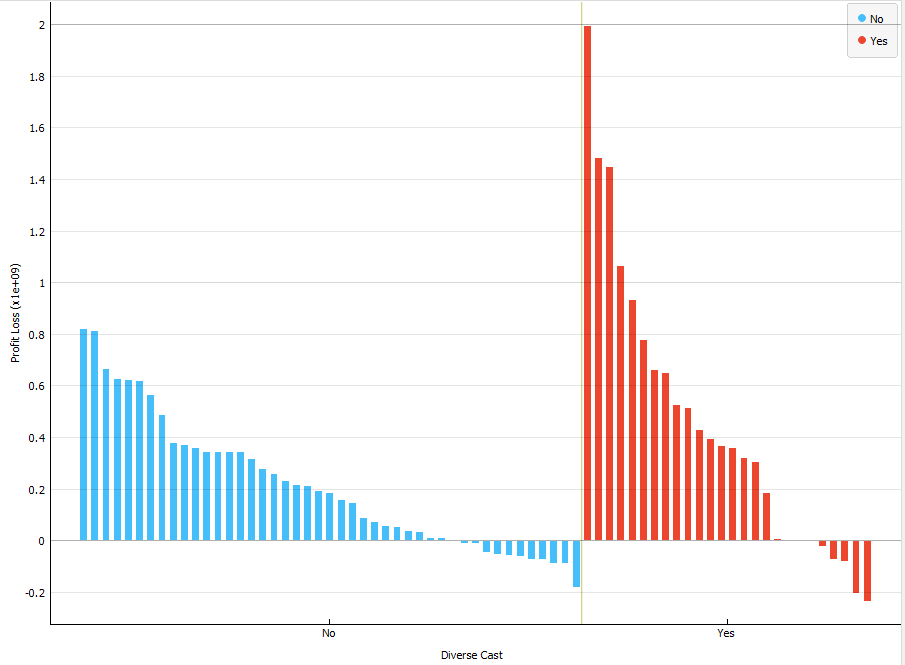 No
Yes
2
1.8
1.6
1.4
1.2
1
0.8
0.6
0.4
0.2
0
-0.2
Profit Loss (x1e+09)
No
Yes
Diverse Cast